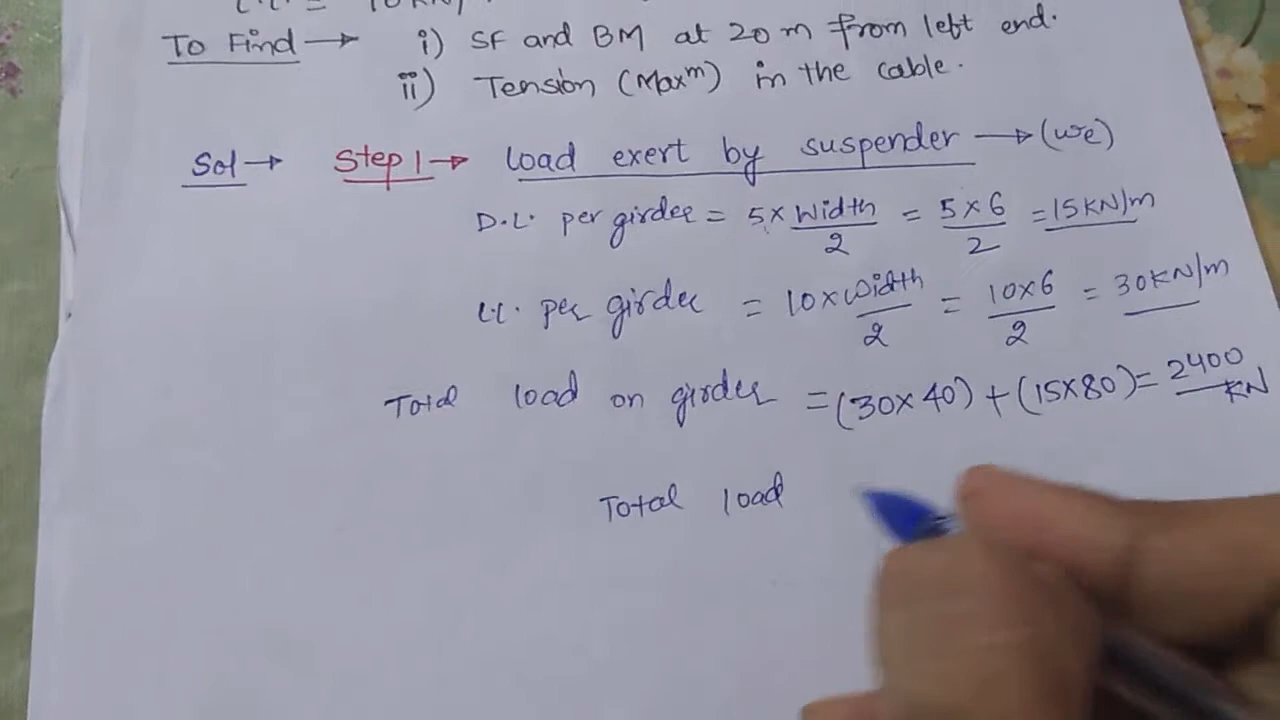 L.L. = 10 KN/
To Find → i) SF and BM at 20 m from left end.
ii) Tension (Maxᵐ) in the cable.
Sol → Step 1 → load exert by suspender → (we)
D.L. per girder = 5 x width/2 = 5 x 6/2 = 15 KN/m
L.L. per girder = 10 x width/2 = 10 x 6/2 = 30 KN/m
Total load on girder = (30 x 40) + (15 x 80) = 2400 KN
Total load